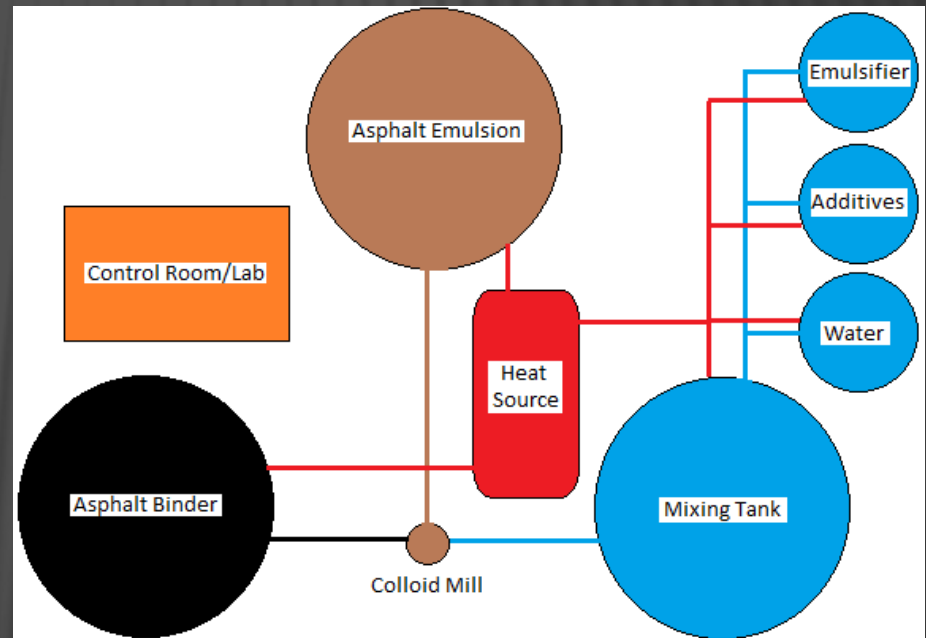 Emulsifier
Asphalt Emulsion
Additives
Control Room/Lab
Water
Heat
Source
Asphalt Binder
Mixing Tank
Colloid Mill